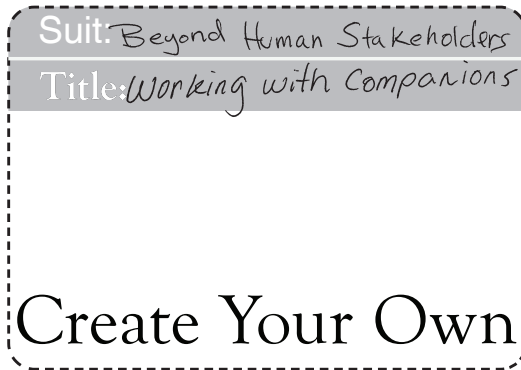 Suit: Beyond Human Stakeholders
Title: Working with Companions
Create Your Own